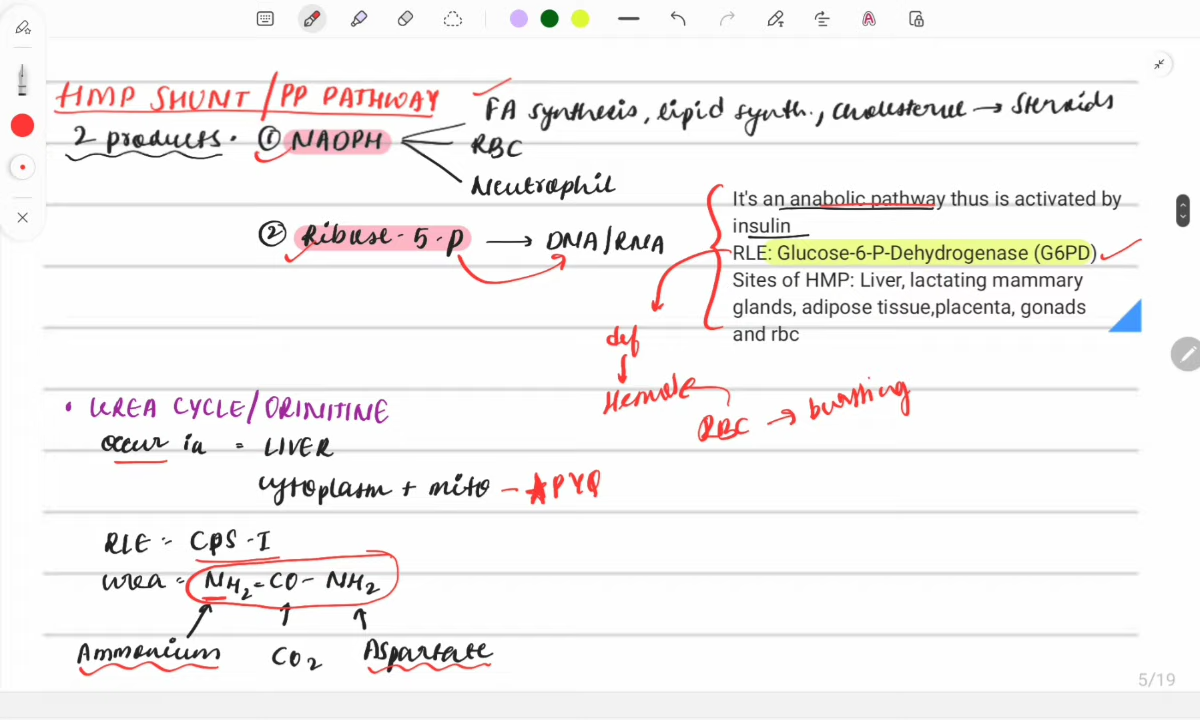 HMP SHUNT / PP PATHWAY
FA synthesis, lipid synth., cholesterol → steroids
2 products. ① NADPH
RBC
Neutrophil
② Ribose-5-P → DNA/RNA
It's an anabolic pathway thus is activated by
insulin
RLE: Glucose-6-P-Dehydrogenase (G6PD)
Sites of HMP: Liver, lactating mammary
glands, adipose tissue,placenta, gonads
and rbc
def
↓
RBC → bursting
• UREA CYCLE/ORINITINE
occur in = LIVER
cytoplasm + mito - ★PYQ
RLE :- CPS-I
urea = NH₂-CO-NH₂
Ammonium CO₂ Aspartate
5/19